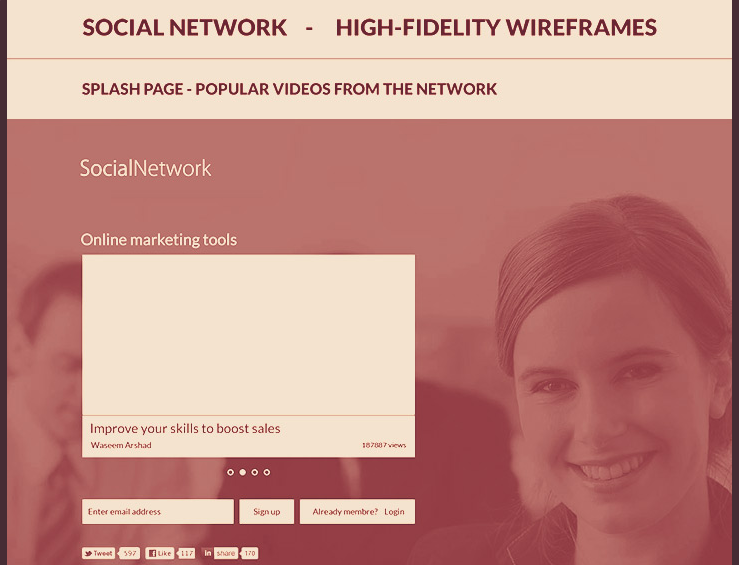 SOCIAL NETWORK - HIGH-FIDELITY WIREFRAMES
SPLASH PAGE - POPULAR VIDEOS FROM THE NETWORK
SocialNetwork
Online marketing tools
Improve your skills to boost sales
Waseem Arshad 187887 views
Enter email address Sign up Already membre? Login
Tweet 597 Like 117 in share 170